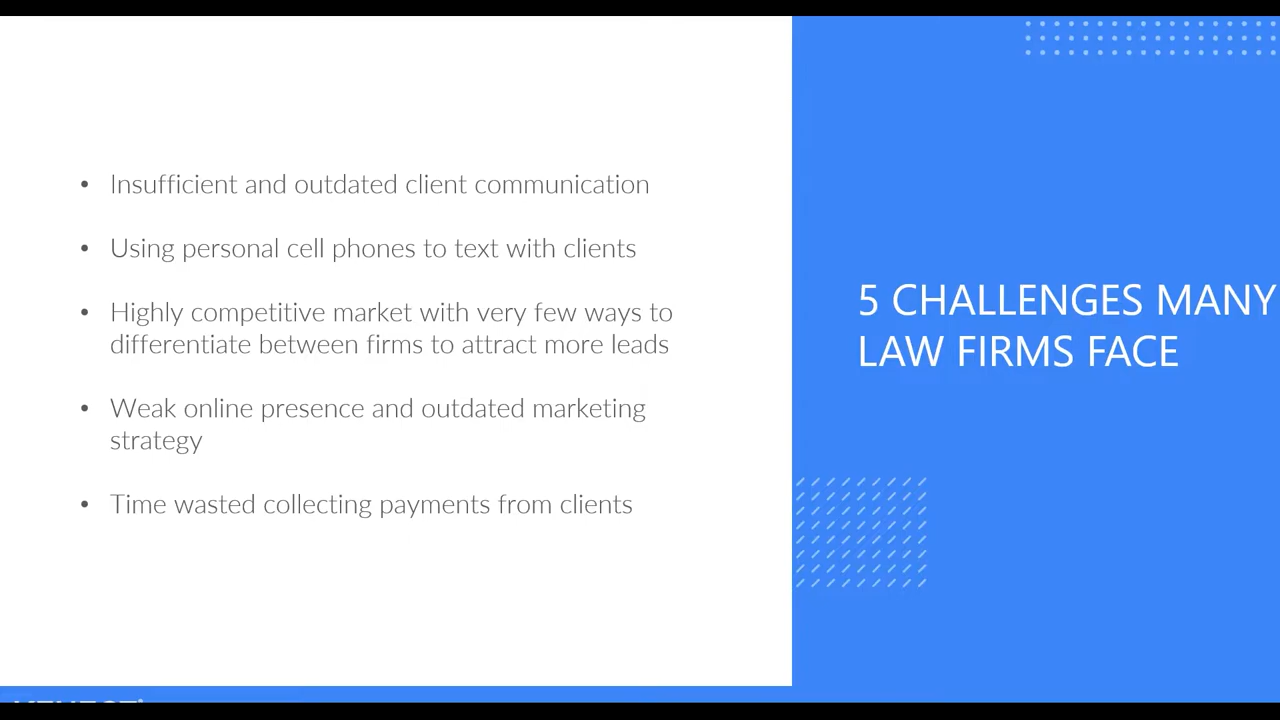 • Insufficient and outdated client communication
• Using personal cell phones to text with clients
• Highly competitive market with very few ways to
differentiate between firms to attract more leads
• Weak online presence and outdated marketing
strategy
• Time wasted collecting payments from clients
5 CHALLENGES MANY
LAW FIRMS FACE